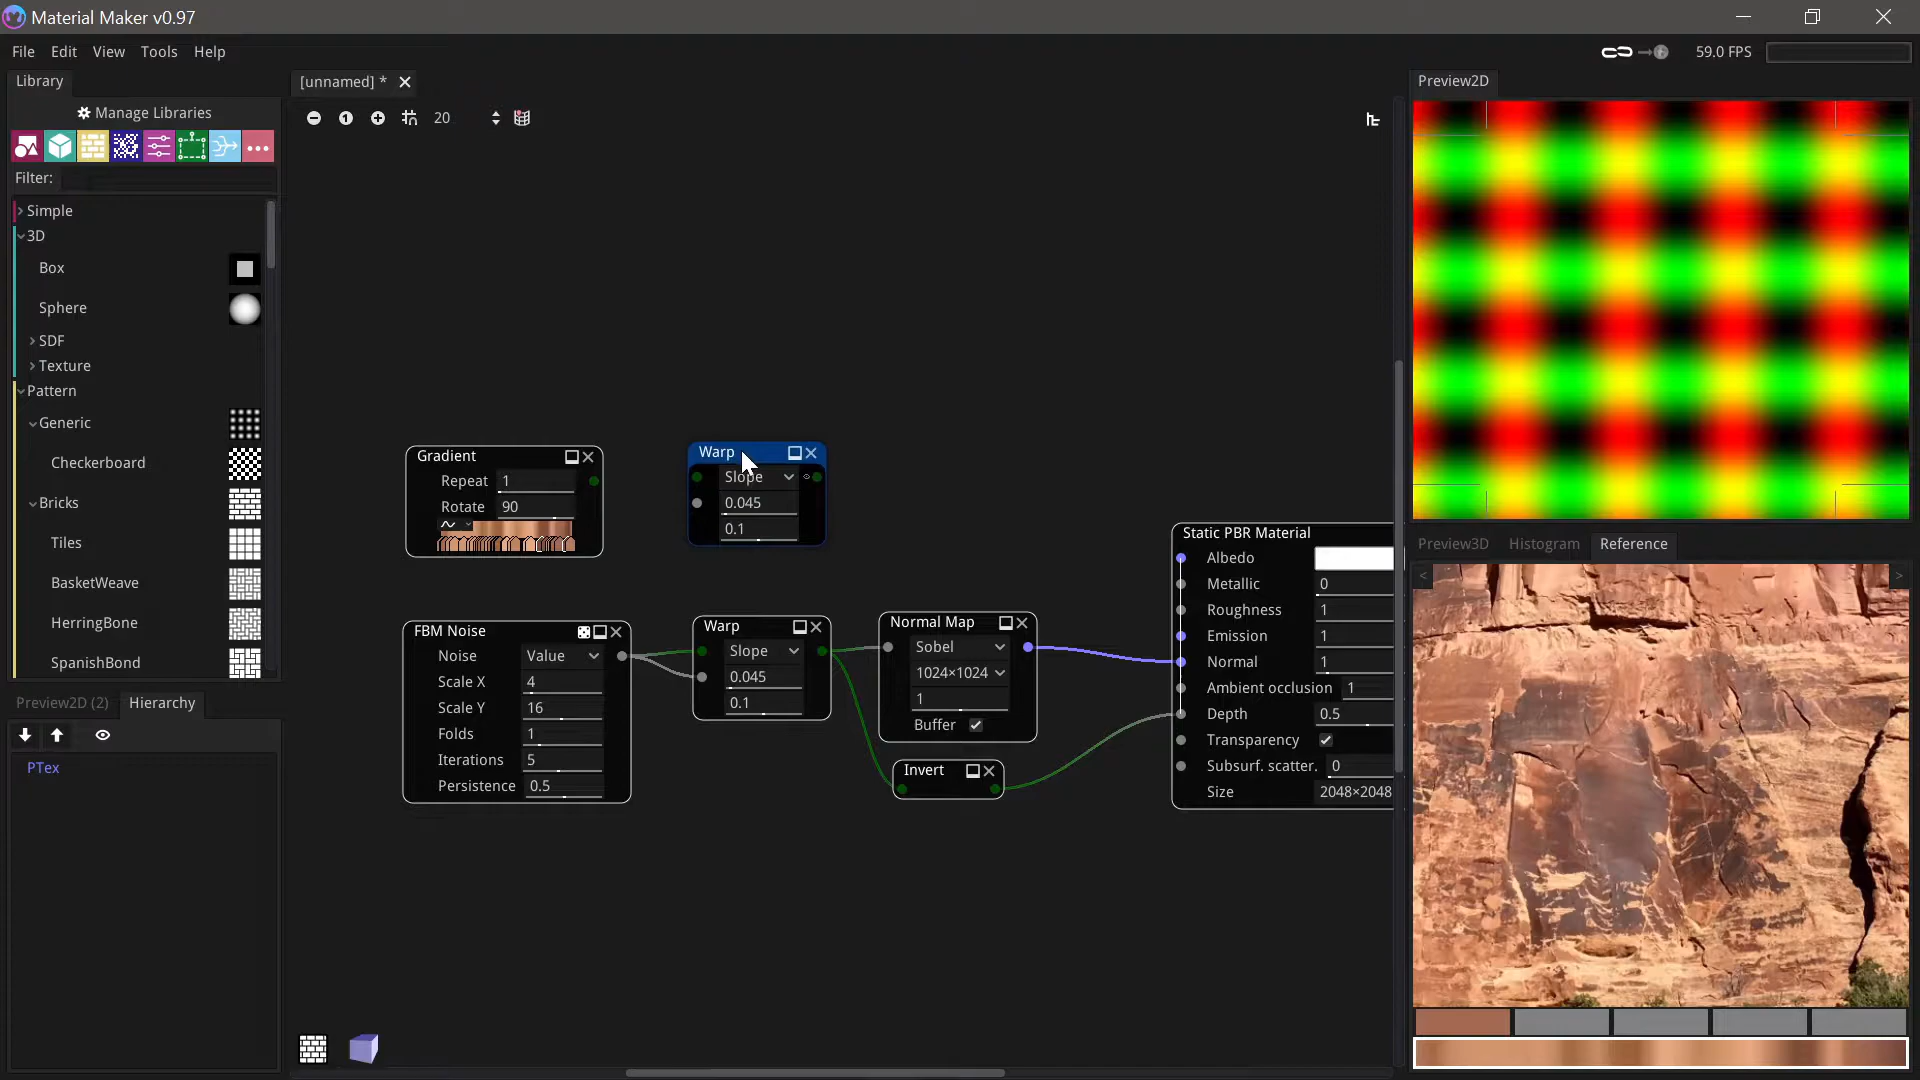 Material Maker v0.97
File Edit View Tools Help
59.0 FPS
Library
[unnamed] *
Preview2D
Manage Libraries
20
Filter:
Simple
3D
Box
Sphere
SDF
Texture
Pattern
Generic
Checkerboard
Bricks
Tiles
BasketWeave
HerringBone
SpanishBond
Gradient
Repeat 1
Rotate 90
Warp
Slope
0.045
0.1
FBM Noise
Noise Value
Scale X 4
Scale Y 16
Folds 1
Iterations 5
Persistence 0.5
Warp
Slope
0.045
0.1
Normal Map
Sobel
1024×1024
1
Buffer
Invert
Static PBR Material
Albedo
Metallic 0
Roughness 1
Emission 1
Normal 1
Ambient occlusion 1
Depth 0.5
Transparency
Subsurf. scatter. 0
Size 2048×2048
Preview3D Histogram Reference
Preview2D (2) Hierarchy
PTex